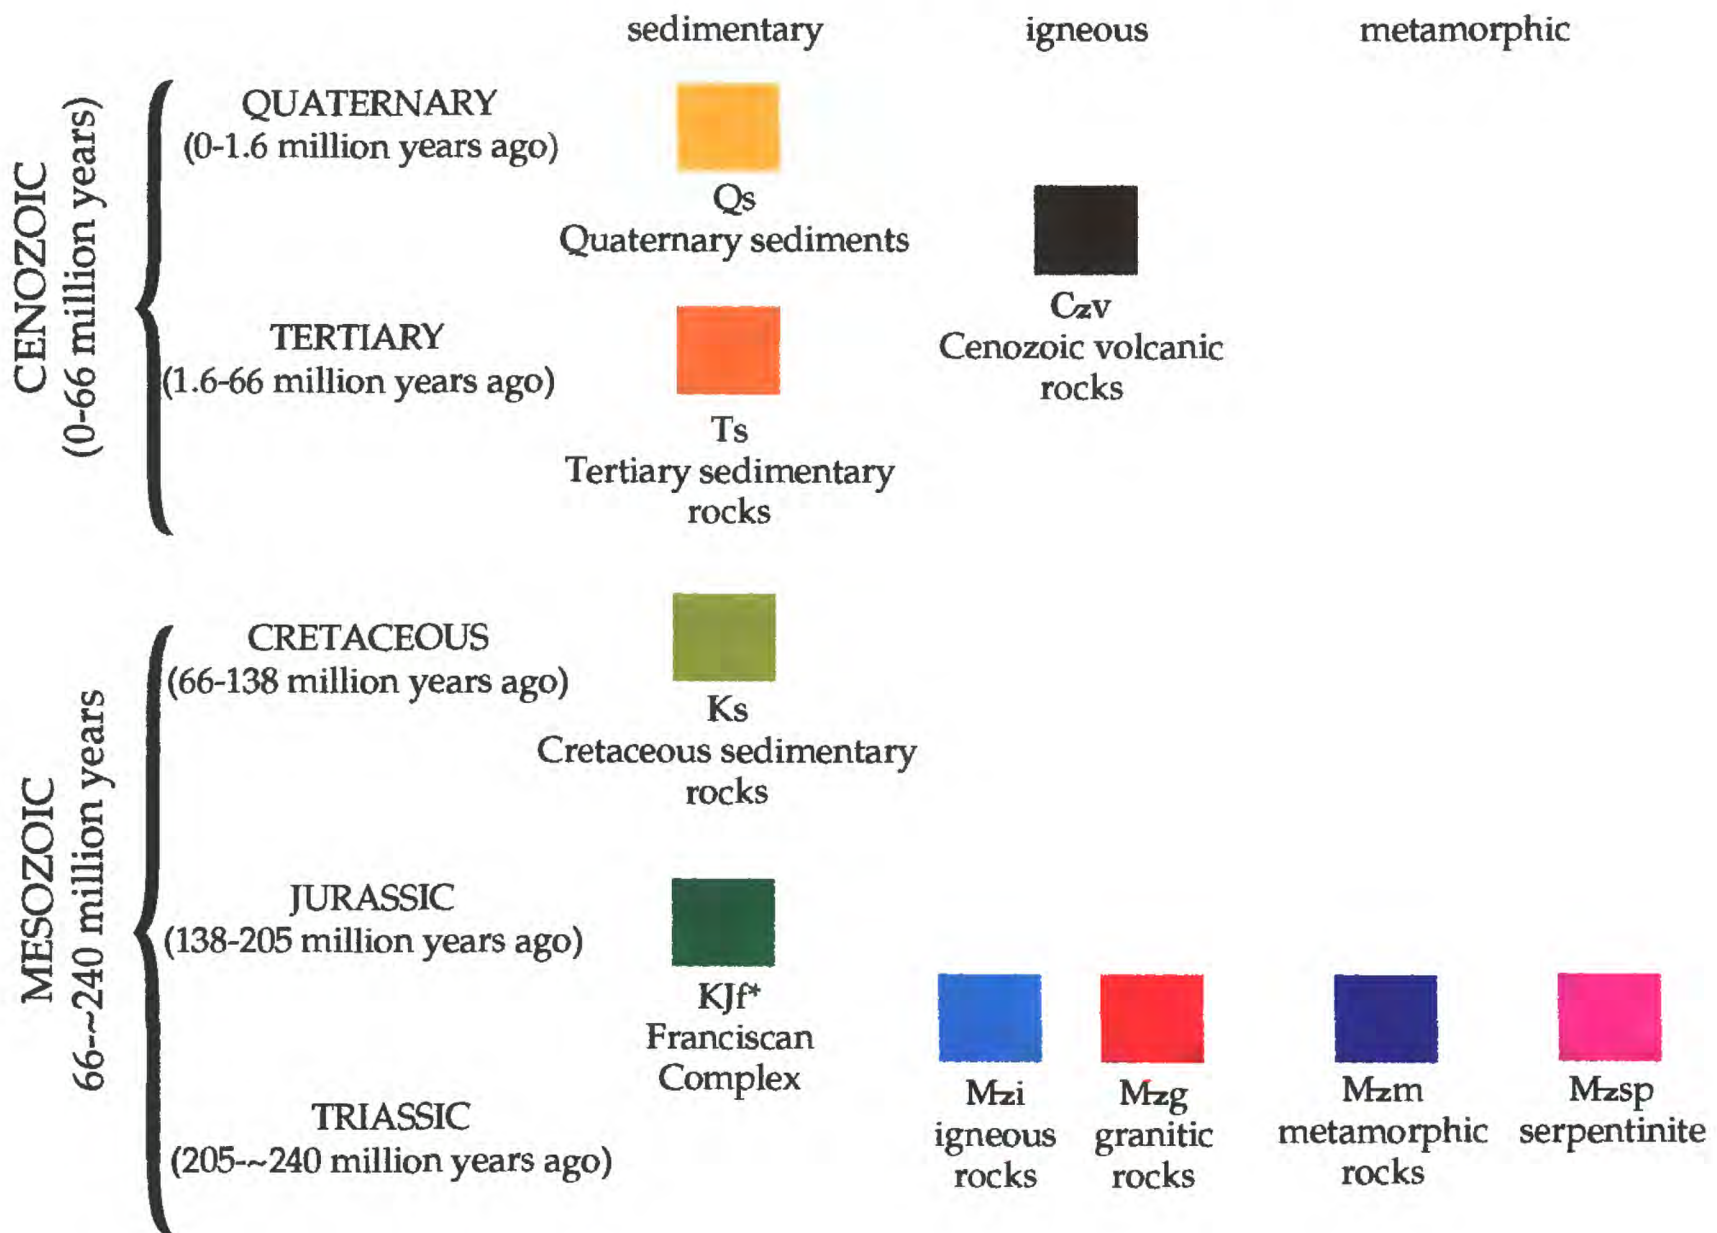 sedimentary igneous metamorphic
CENOZOIC
(0-66 million years)
QUATERNARY
(0-1.6 million years ago)
Qs
Quaternary sediments
TERTIARY
(1.6-66 million years ago)
Ts
Tertiary sedimentary
rocks
Czv
Cenozoic volcanic
rocks
MESOZOIC
66-~240 million years
CRETACEOUS
(66-138 million years ago)
Ks
Cretaceous sedimentary
rocks
JURASSIC
(138-205 million years ago)
KJf*
Franciscan
Complex
TRIASSIC
(205-~240 million years ago)
Mzi
igneous
rocks
Mzg
granitic
rocks
Mzm
metamorphic
rocks
Mzsp
serpentinite